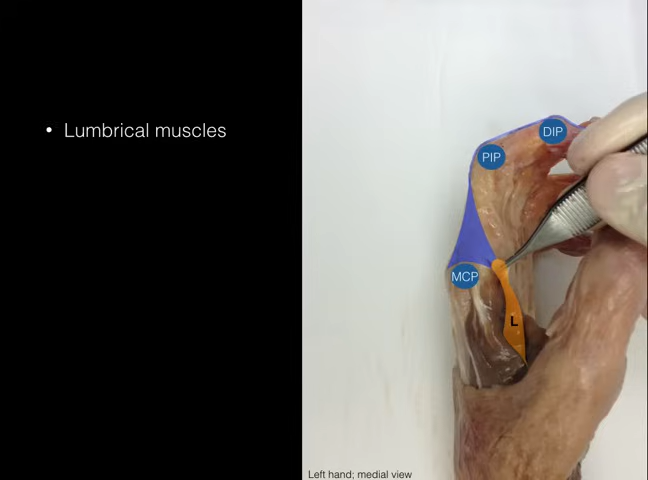 • Lumbrical muscles
DIP
PIP
MCP
L
Left hand; medial view